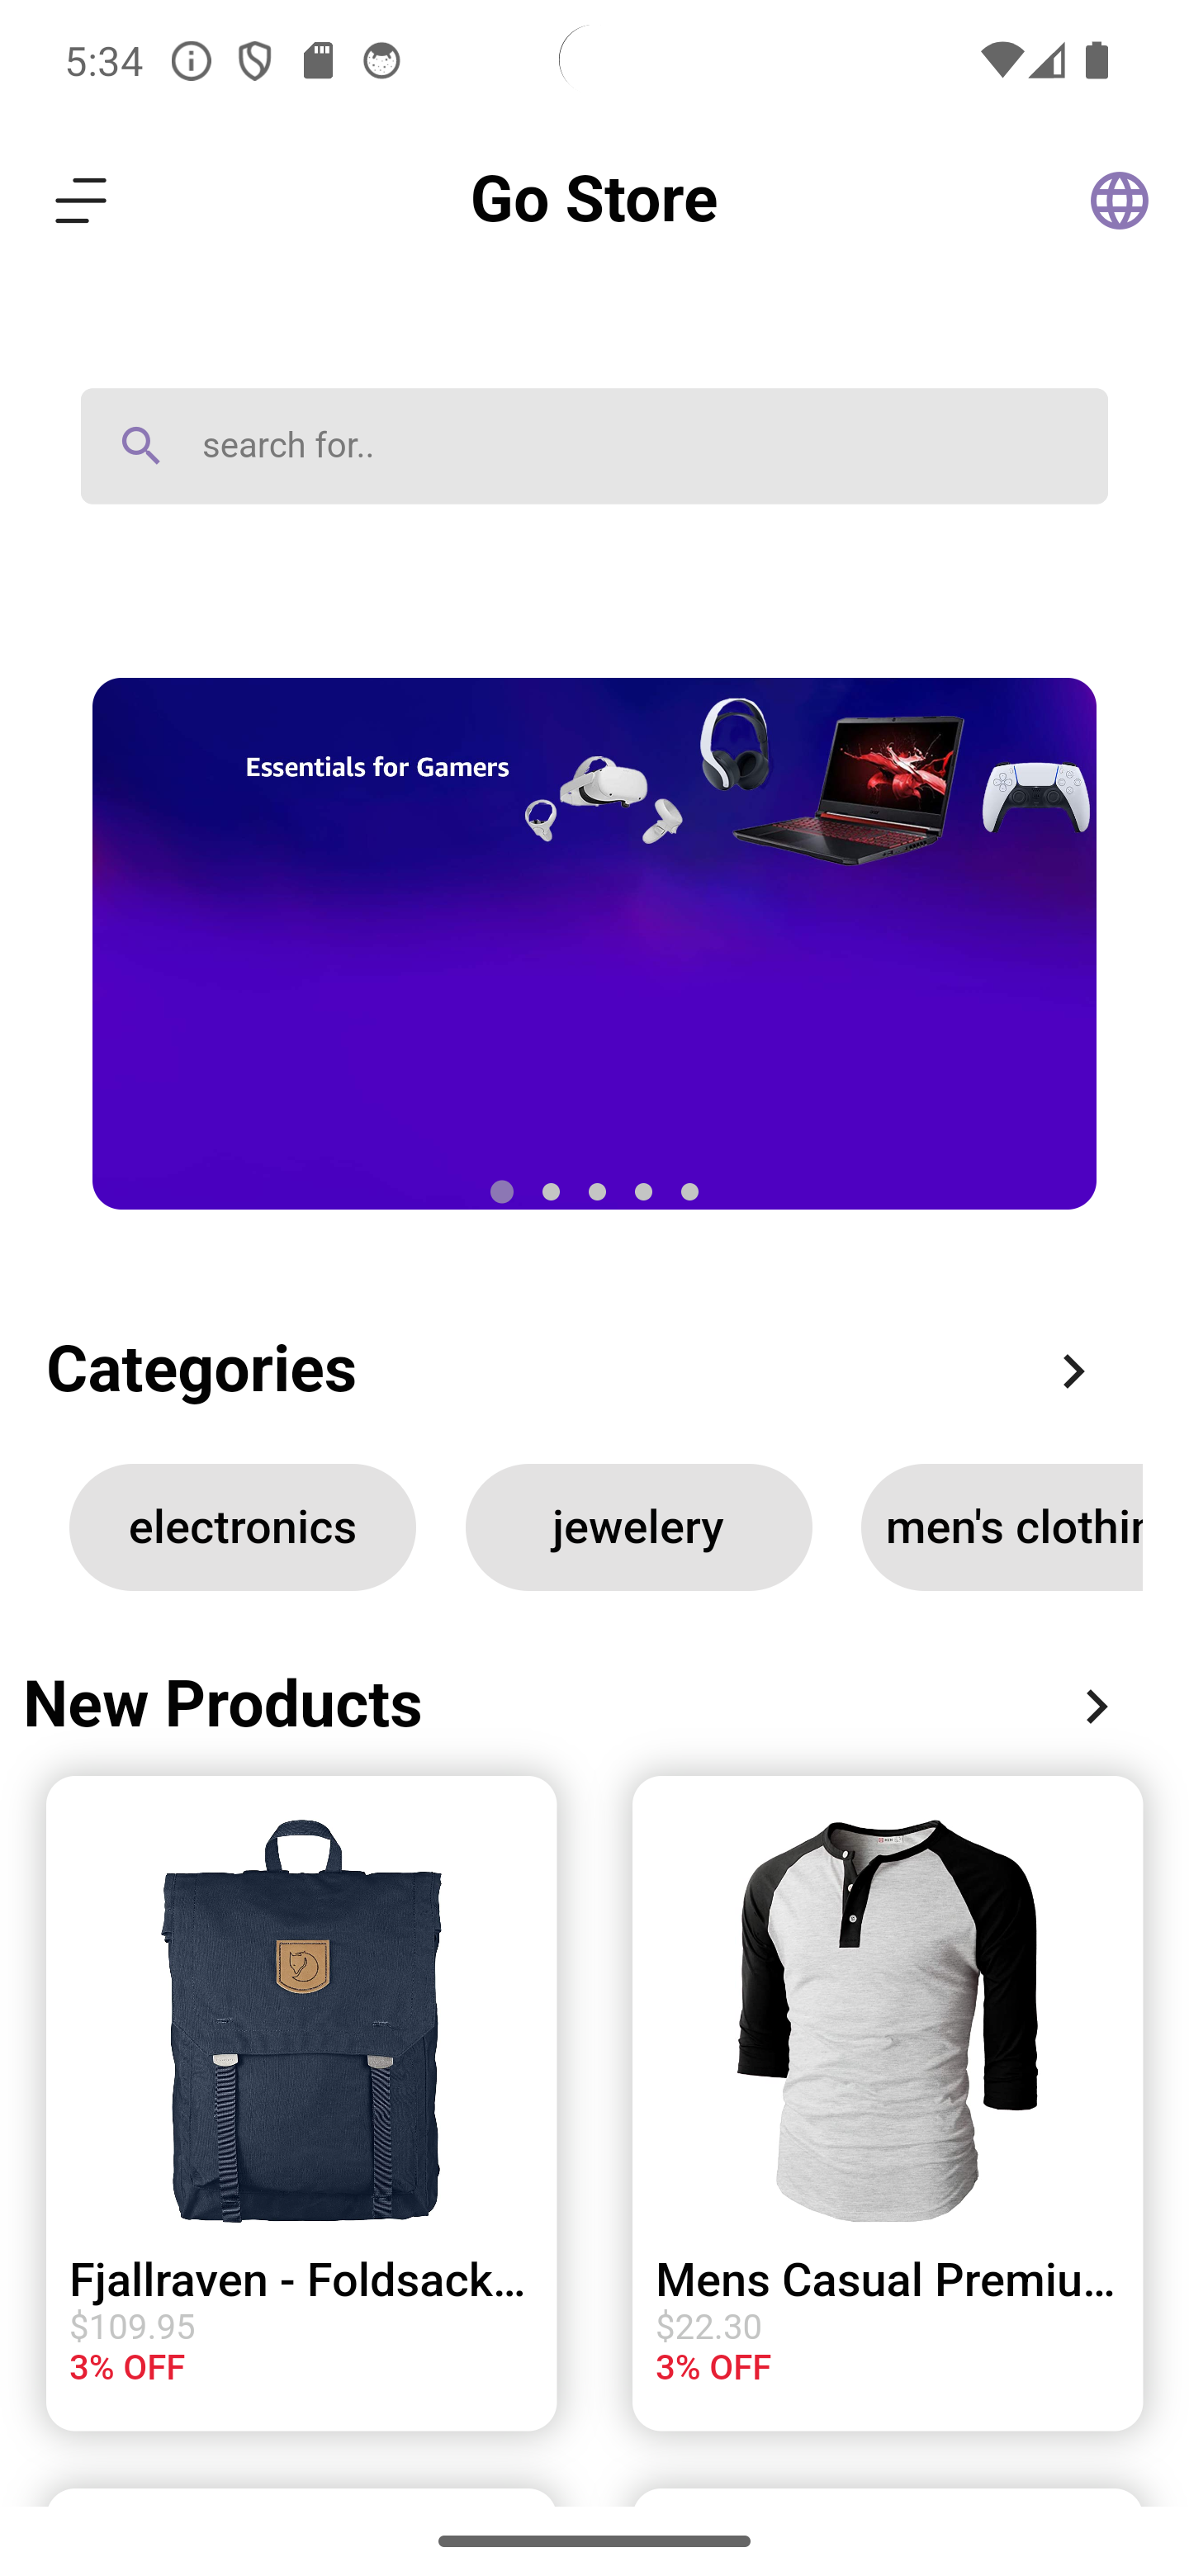 5:34
Go Store
search for..
Essentials for Gamers
Categories
electronics
jewelery
men's clothin
New Products
Fjallraven - Foldsack...
$109.95
3% OFF
Mens Casual Premiu...
$22.30
3% OFF